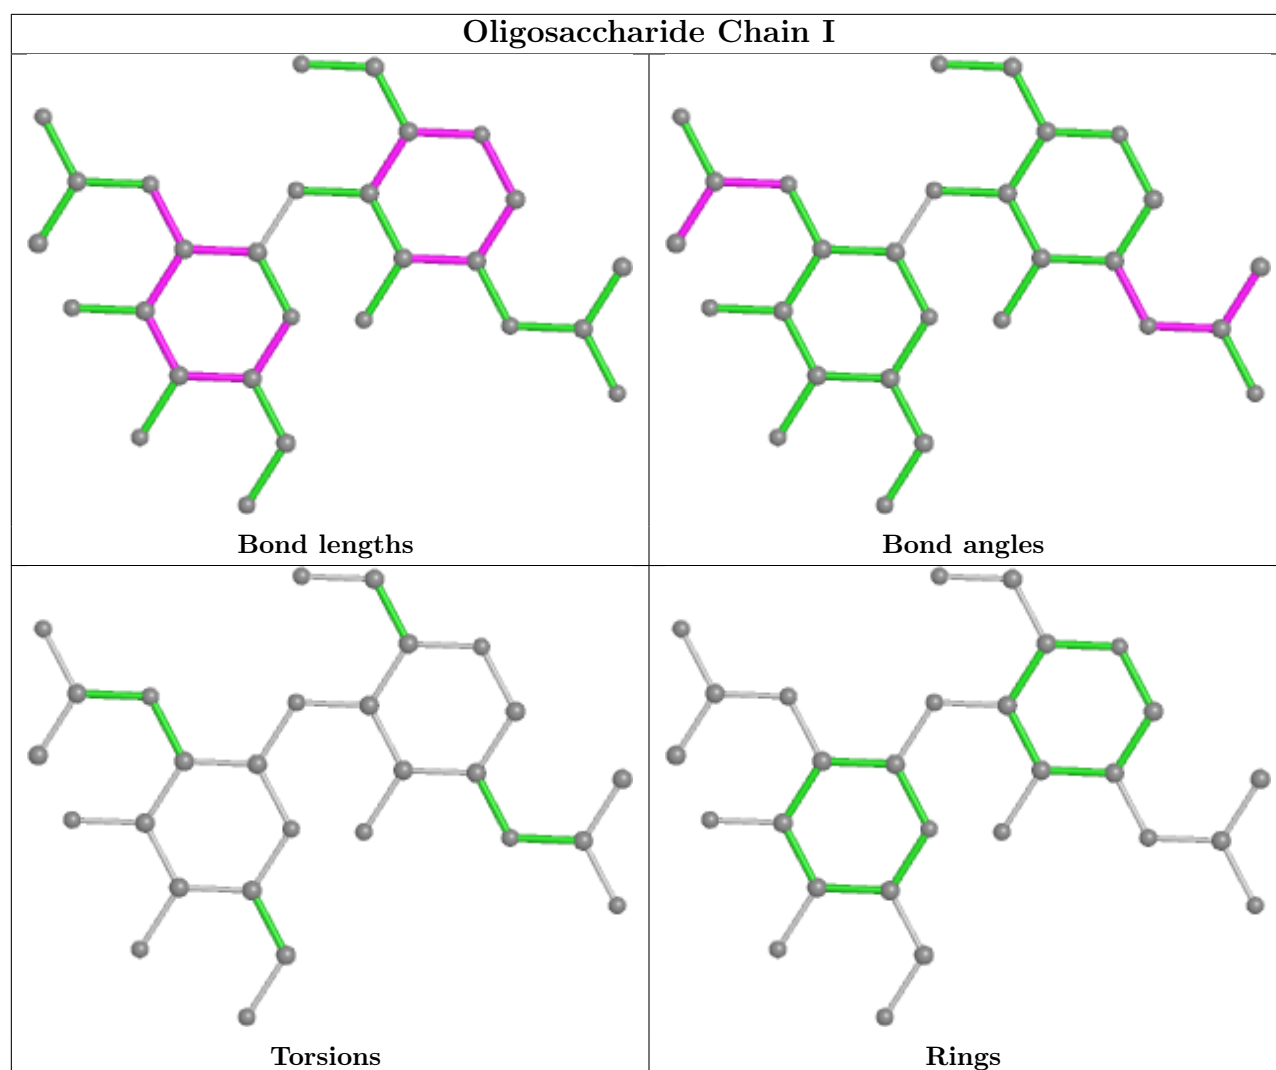 Oligosaccharide Chain I
Bond lengths
Bond angles
Torsions
Rings